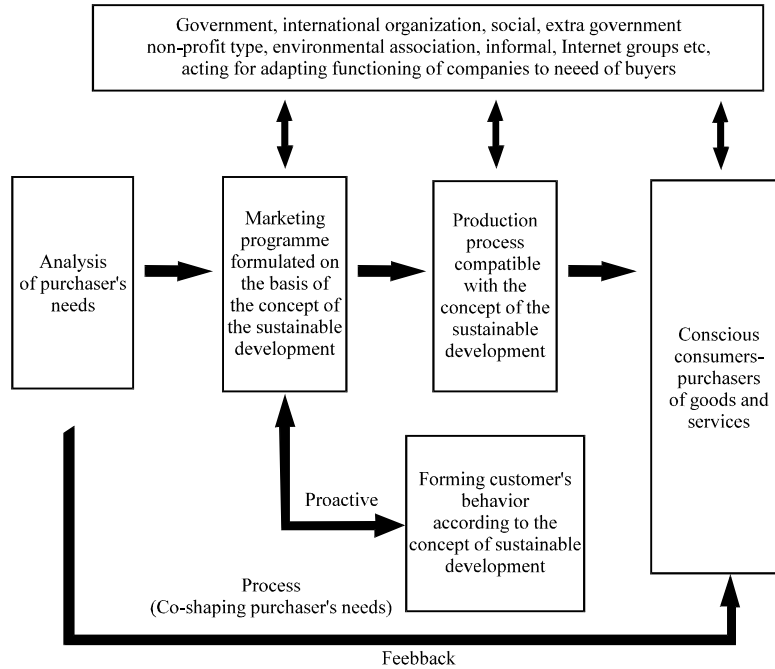 Government, international organization, social, extra government
non-profit type, environmental association, informal, Internet groups etc,
acting for adapting functioning of companies to neeed of buyers
Analysis
of purchaser's
needs
Marketing
programme
formulated on
the basis of
the concept of
the sustainable
development
Production
process
compatible
with the
concept of the
sustainable
development
Conscious
consumers-
purchasers
of goods and
services
Proactive
Forming customer's
behavior
according to the
concept of sustainable
development
Process
(Co-shaping purchaser's needs)
Feebback